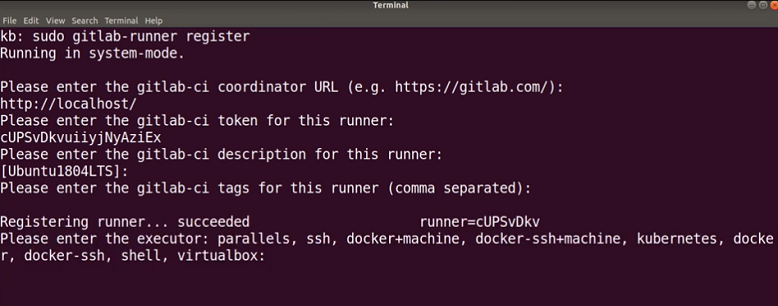 Terminal
File Edit View Search Terminal Help
kb: sudo gitlab-runner register
Running in system-mode.
Please enter the gitlab-ci coordinator URL (e.g. https://gitlab.com/):
http://localhost/
Please enter the gitlab-ci token for this runner:
cUPSvDkvuiiyjNyAziEx
Please enter the gitlab-ci description for this runner:
[Ubuntu1804LTS]:
Please enter the gitlab-ci tags for this runner (comma separated):
Registering runner... succeeded                     runner=cUPSvDkv
Please enter the executor: parallels, ssh, docker+machine, docker-ssh+machine, kubernetes, docke
r, docker-ssh, shell, virtualbox: